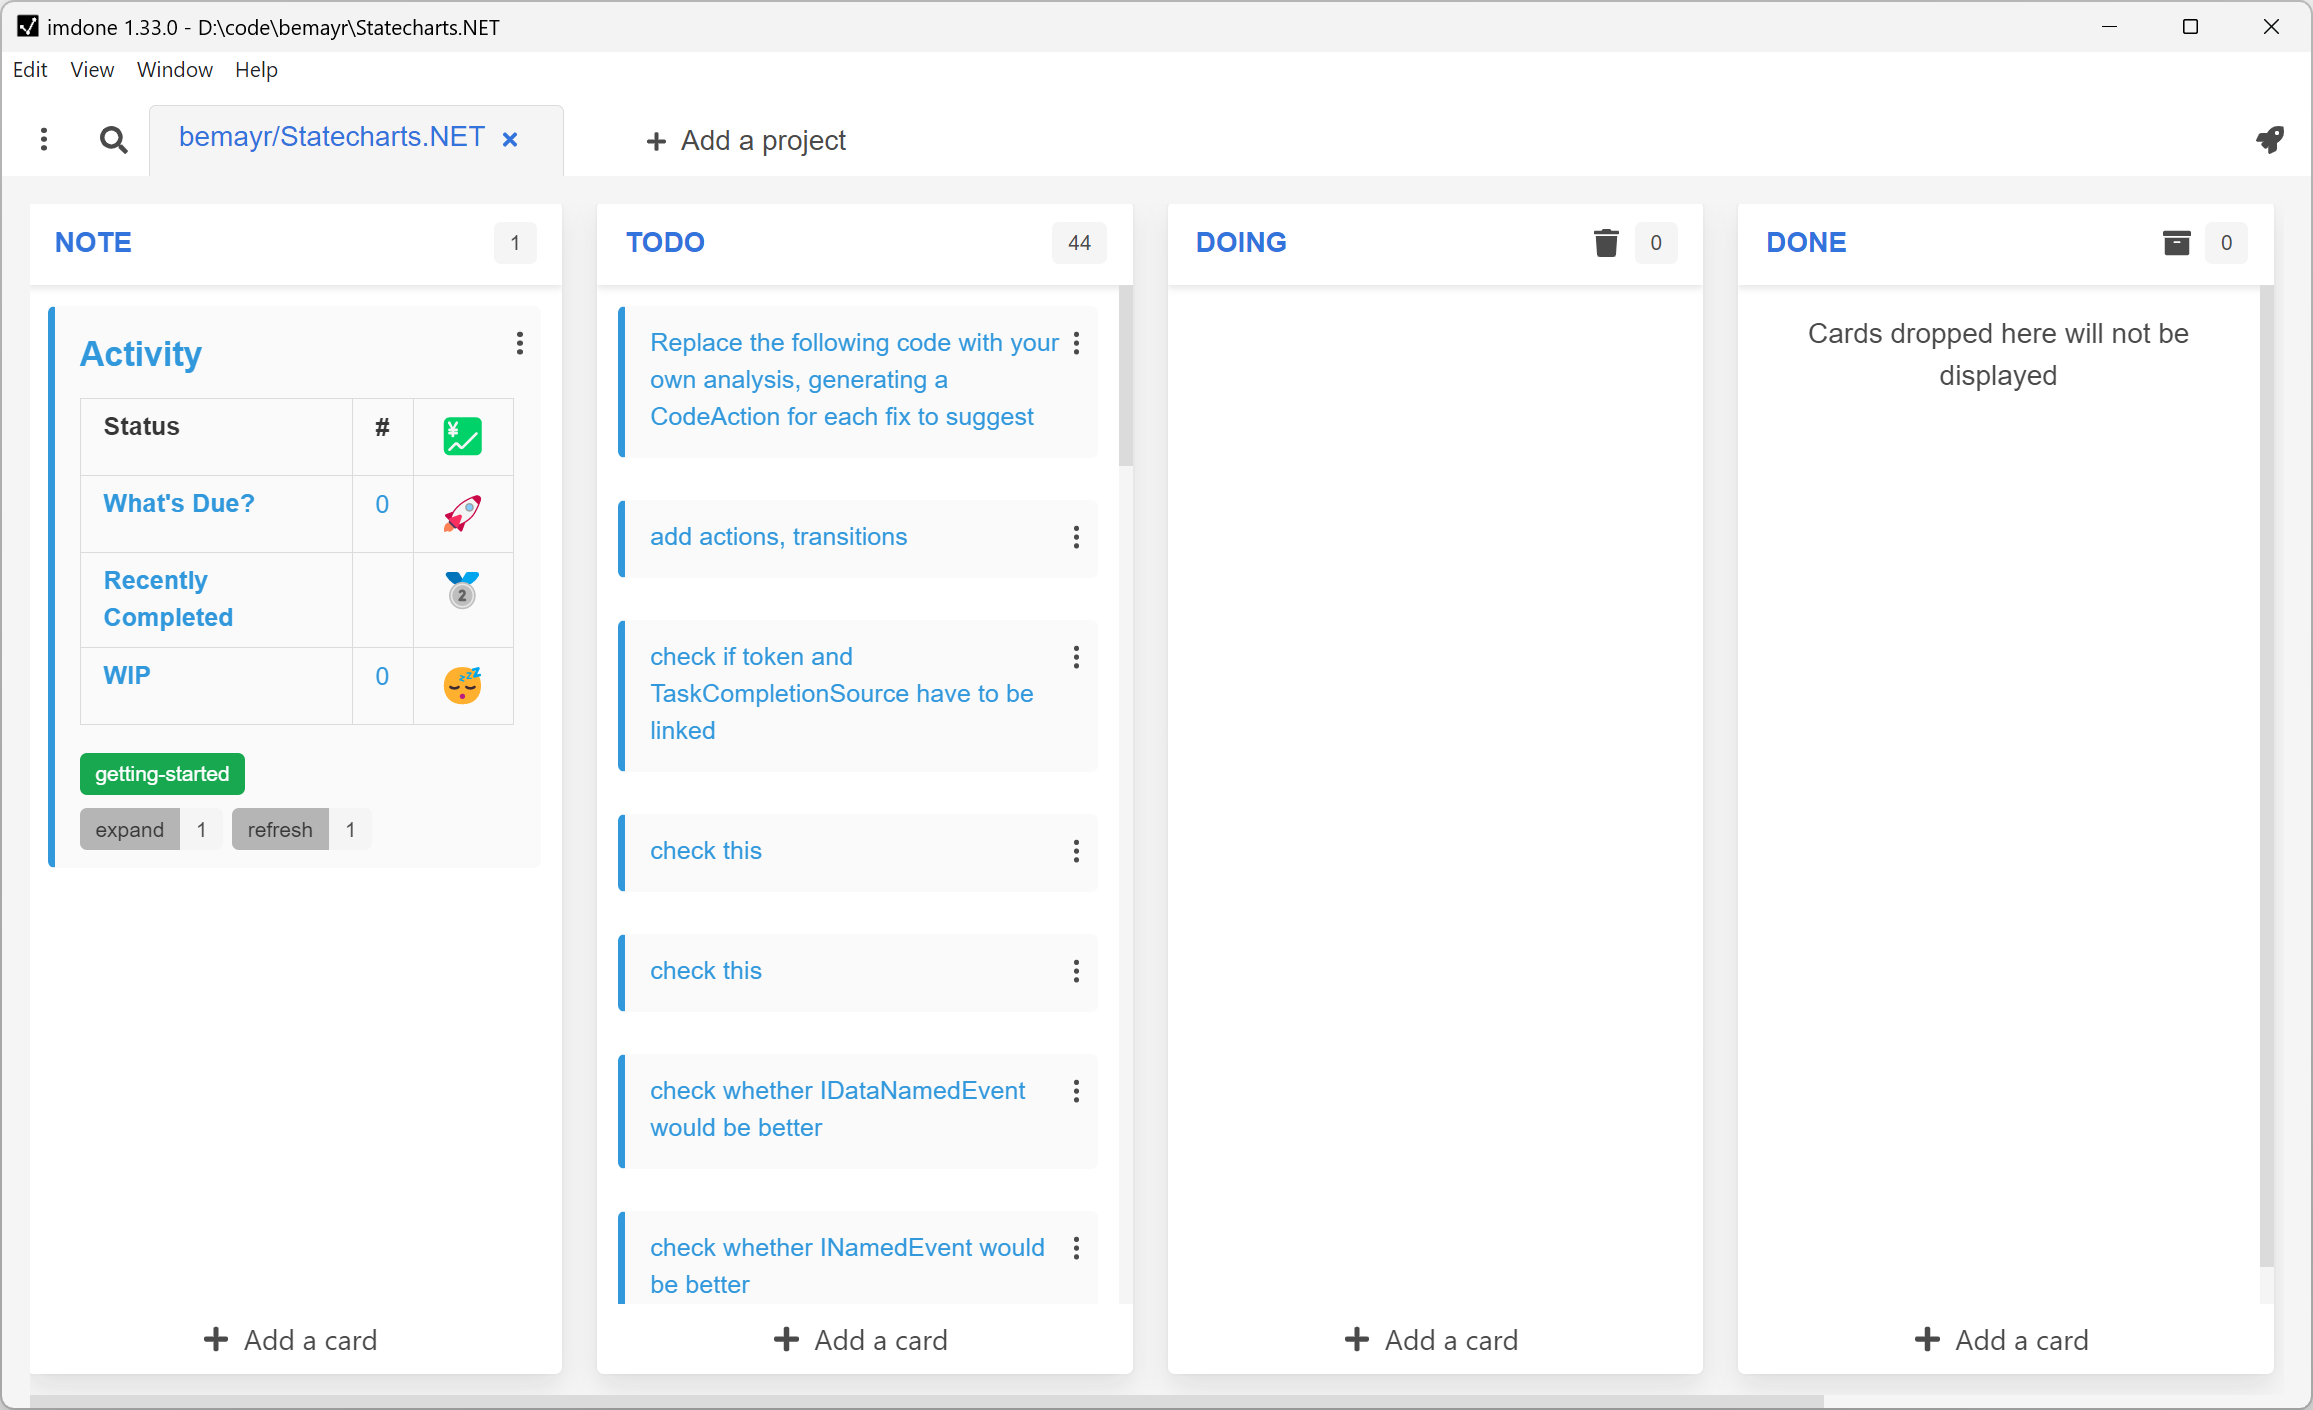 imdone 1.33.0 - D:\code\bemayr\Statecharts.NET
Edit View Window Help
bemayr/Statecharts.NET
Add a project
NOTE 1
Activity
Status #
What's Due? 0
Recently
Completed
WIP 0
getting-started
expand 1 refresh 1
Add a card
TODO 44
Replace the following code with your
own analysis, generating a
CodeAction for each fix to suggest
add actions, transitions
check if token and
TaskCompletionSource have to be
linked
check this
check this
check whether IDataNamedEvent
would be better
check whether INamedEvent would
be better
Add a card
DOING 0
Add a card
DONE 0
Cards dropped here will not be
displayed
Add a card